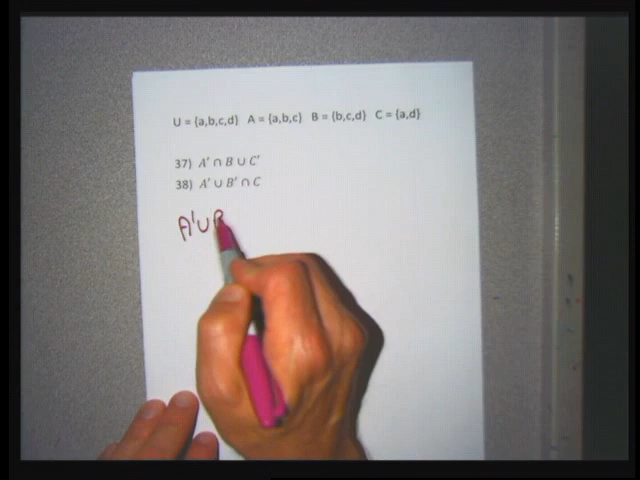 U = {a,b,c,d} A = {a,b,c} B = {b,c,d} C = {a,d}
37) A′ ∩ B ∪ C′
38) A′ ∪ B′ ∩ C
A'∪B